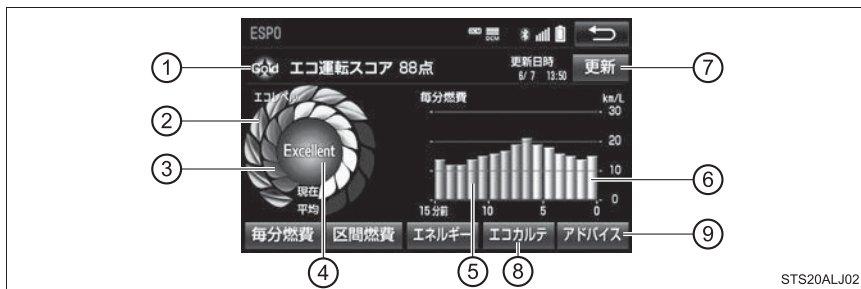 ESPO
DCM
Gold エコ運転スコア 88点
更新日時
6/ 7 13:50
更新
エコレベル
毎分燃費
km/L
30
20
10
0
Excellent
現在
平均
15分前 10 5 0
毎分燃費 区間燃費 エネルギー エコカルテ アドバイス
1
2
3
4
5
6
7
8
9
STS20ALJ02